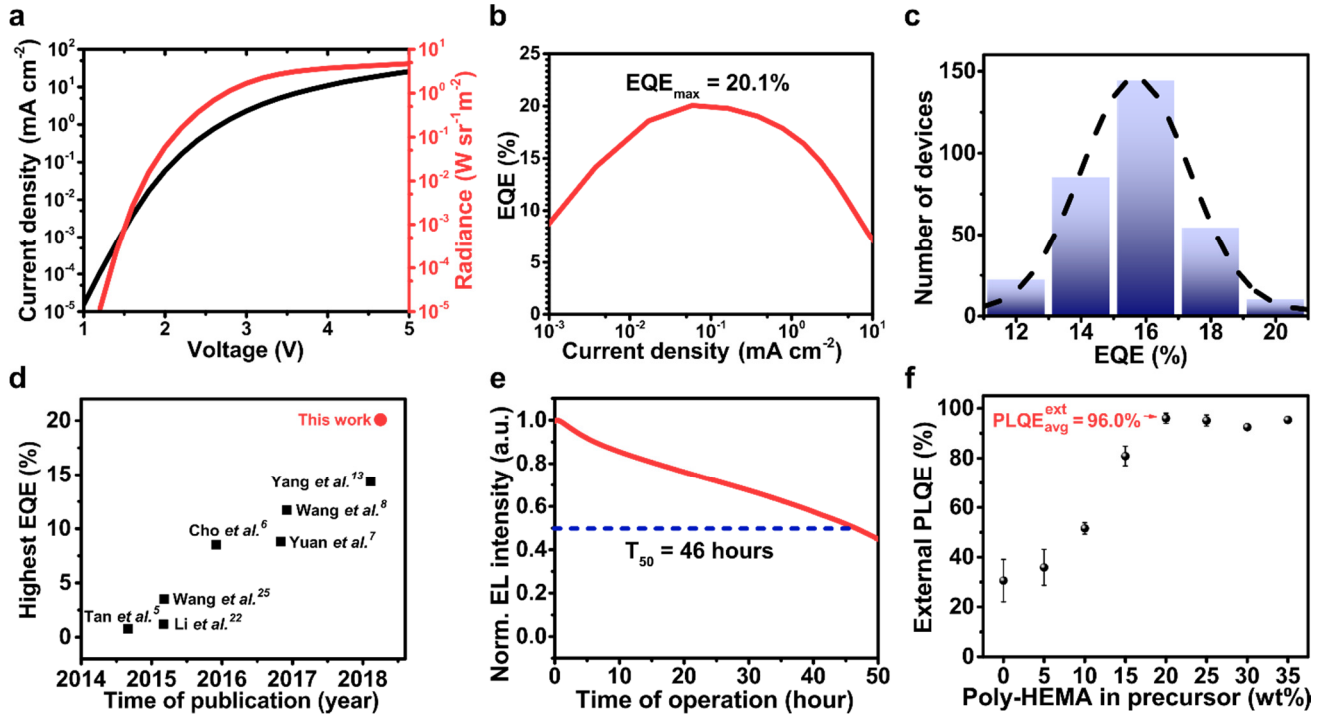 a
Current density (mA cm-2)
10^2
10^1
10^0
10^-1
10^-2
10^-3
10^-4
10^-5
1 2 3 4 5
Voltage (V)
10^1
10^0
10^-1
10^-2
10^-3
10^-3
10^-4
10^-5
Radiance (W sr-1m-2)
b
EQE (%)
25
20
15
10
5
0
EQEmax = 20.1%
10^-3 10^-2 10^-1 10^0 10^1
Current density (mA cm-2)
c
Number of devices
150
100
50
0
12 14 16 18 20
EQE (%)
d
Highest EQE (%)
20
15
10
5
0
This work
Yang et al.13
Wang et al.8
Cho et al.6
Yuan et al.7
Wang et al.25
Tan et al.5
Li et al.22
2014 2015 2016 2017 2018
Time of publication (year)
e
Norm. EL intensity (a.u.)
1.0
0.8
0.6
0.4
0.2
0.0
T50 = 46 hours
0 10 20 30 40 50
Time of operation (hour)
f
External PLQE (%)
100
80
60
40
20
0
PLQEavg ext = 96.0%
0 5 10 15 20 25 30 35
Poly-HEMA in precursor (wt%)